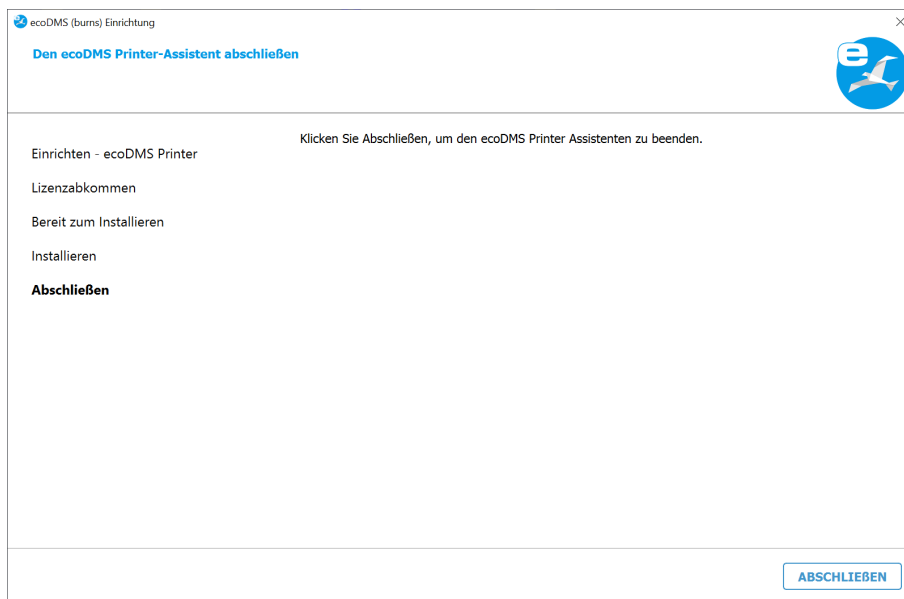 ecoDMS (burns) Einrichtung
Den ecoDMS Printer-Assistent abschließen
e
Klicken Sie Abschließen, um den ecoDMS Printer Assistenten zu beenden.
Einrichten - ecoDMS Printer
Lizenzabkommen
Bereit zum Installieren
Installieren
Abschließen
ABSCHLIEßEN